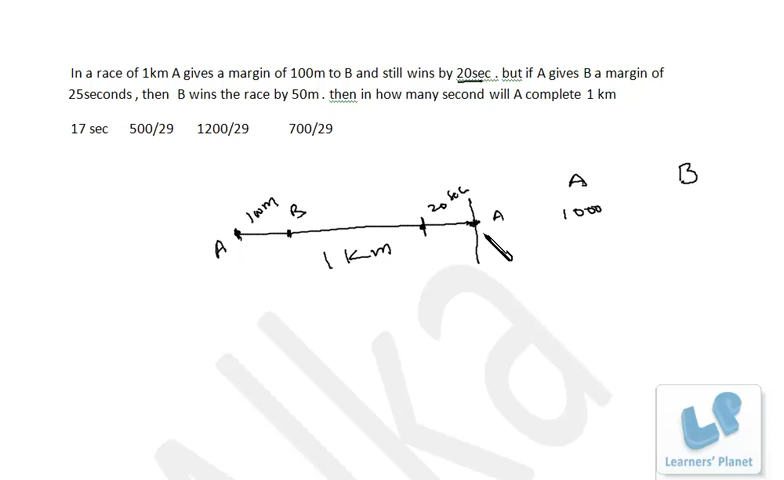 In a race of 1km A gives a margin of 100m to B and still wins by 20sec . but if A gives B a margin of
25seconds , then B wins the race by 50m . then in how many second will A complete 1 km
17 sec 500/29 1200/29 700/29
A 100m B 20 sec A
1 Km
A B
1000
Alka
LP
Learners' Planet